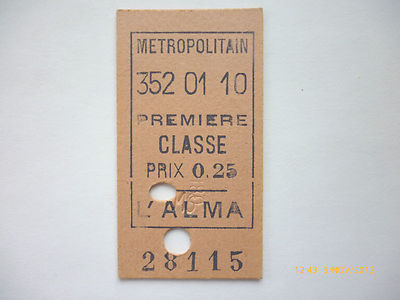 METROPOLITAIN
352 01 10
PREMIERE
CLASSE
PRIX 0.25
L'ALMA
28115